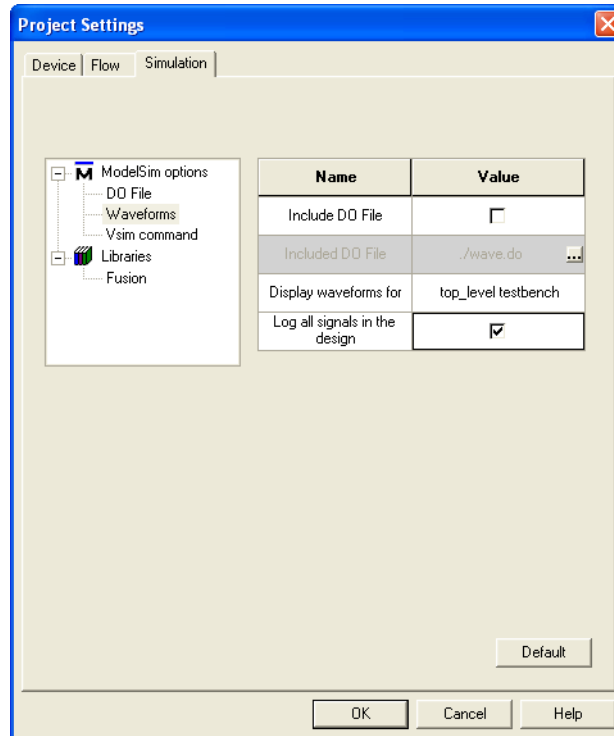 Project Settings
Device Flow Simulation
ModelSim options
DO File
Waveforms
Vsim command
Libraries
Fusion
Name Value
Include DO File
Included DO File ./wave.do ...
Display waveforms for top_level testbench
Log all signals in the
design
Default
OK Cancel Help